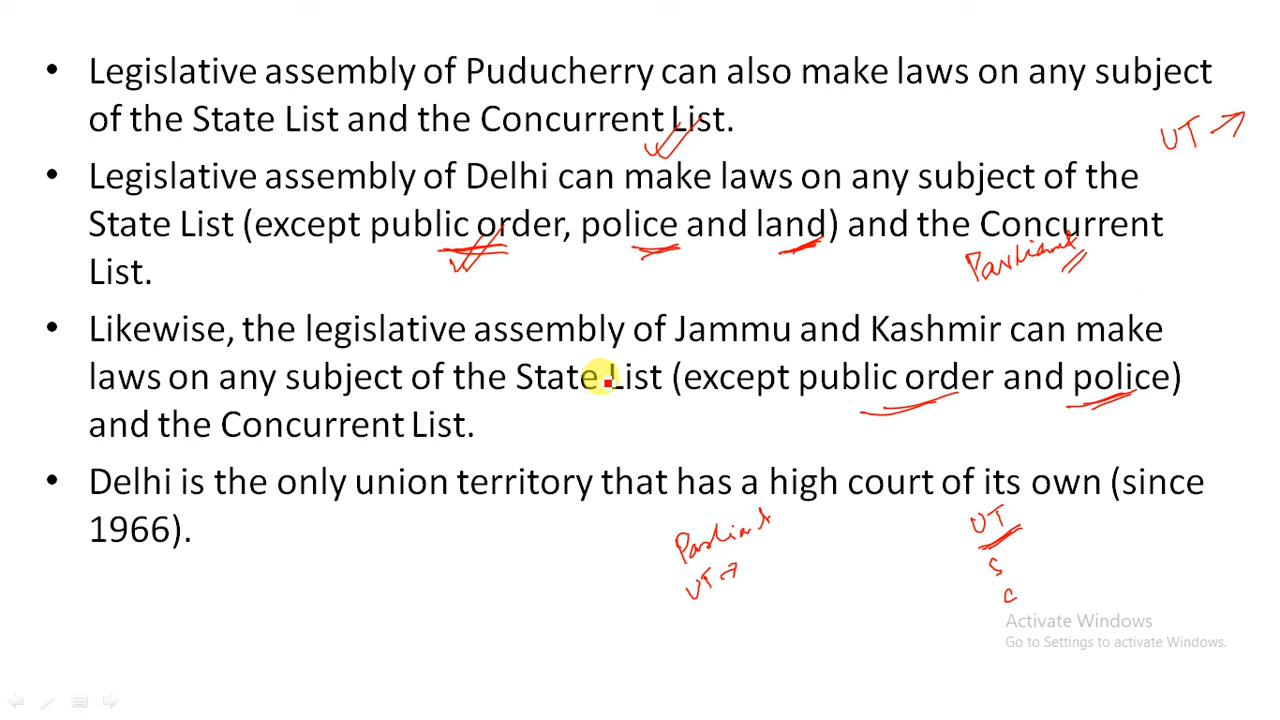 • Legislative assembly of Puducherry can also make laws on any subject
of the State List and the Concurrent List.
UT →
• Legislative assembly of Delhi can make laws on any subject of the
State List (except public order, police and land) and the Concurrent
List.
• Likewise, the legislative assembly of Jammu and Kashmir can make
laws on any subject of the State List (except public order and police)
and the Concurrent List.
• Delhi is the only union territory that has a high court of its own (since
1966).
UT
UT →
S
C
Activate Windows
Go to Settings to activate Windows.